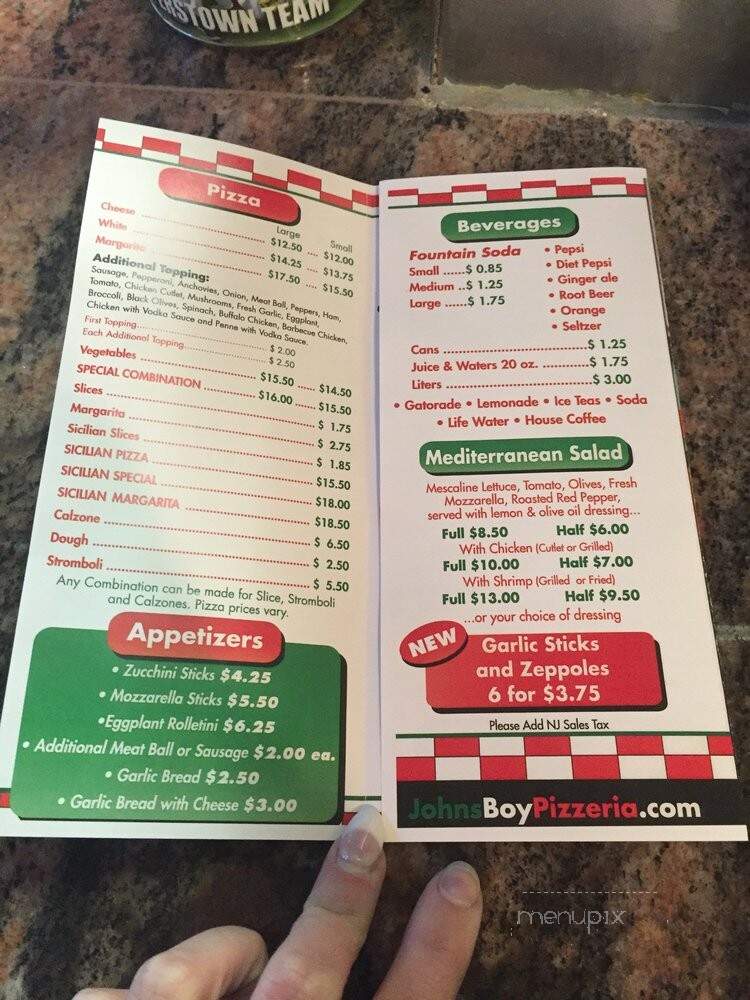 ERSTOWN TEAM
Pizza
Large Small
Cheese $12.50 $12.00
White $14.25 $13.75
Margarita $17.50 $15.50
Additional Topping:
Sausage, Pepperoni, Anchovies, Onion, Meat Ball, Peppers, Ham,
Tomato, Chicken Cutlet, Mushrooms, Fresh Garlic, Eggplant,
Broccoli, Black Olives, Spinach, Buffalo Chicken, Barbecue Chicken,
Chicken with Vodka Sauce and Penne with Vodka Sauce.
First Topping $ 2.00
Each Additional Topping $ 2.50
Vegetables $15.50 $14.50
SPECIAL COMBINATION $16.00 $15.50
Slices $ 1.75
Margarita $ 2.75
Sicilian Slices $ 1.85
SICILIAN PIZZA $15.50
SICILIAN SPECIAL $18.00
SICILIAN MARGARITA $18.50
Calzone $ 6.50
Dough $ 2.50
Stromboli $ 5.50
Any Combination can be made for Slice, Stromboli
and Calzones. Pizza prices vary.
Appetizers
• Zucchini Sticks $4.25
• Mozzarella Sticks $5.50
•Eggplant Rolletini $6.25
• Additional Meat Ball or Sausage $2.00 ea.
• Garlic Bread $2.50
• Garlic Bread with Cheese $3.00
Beverages
Fountain Soda
Small ......$ 0.85
Medium ..$ 1.25
Large ......$ 1.75
• Pepsi
• Diet Pepsi
• Ginger ale
• Root Beer
• Orange
• Seltzer
Cans $ 1.25
Juice & Waters 20 oz. $ 1.75
Liters $ 3.00
• Gatorade • Lemonade • Ice Teas • Soda
• Life Water • House Coffee
Mediterranean Salad
Mescaline Lettuce, Tomato, Olives, Fresh
Mozzarella, Roasted Red Pepper,
served with lemon & olive oil dressing...
Full $8.50 Half $6.00
With Chicken (Cutlet or Grilled)
Full $10.00 Half $7.00
With Shrimp (Grilled or Fried)
Full $13.00 Half $9.50
...or your choice of dressing
NEW
Garlic Sticks
and Zeppoles
6 for $3.75
Please Add NJ Sales Tax
JohnsBoyPizzeria.com
menupix